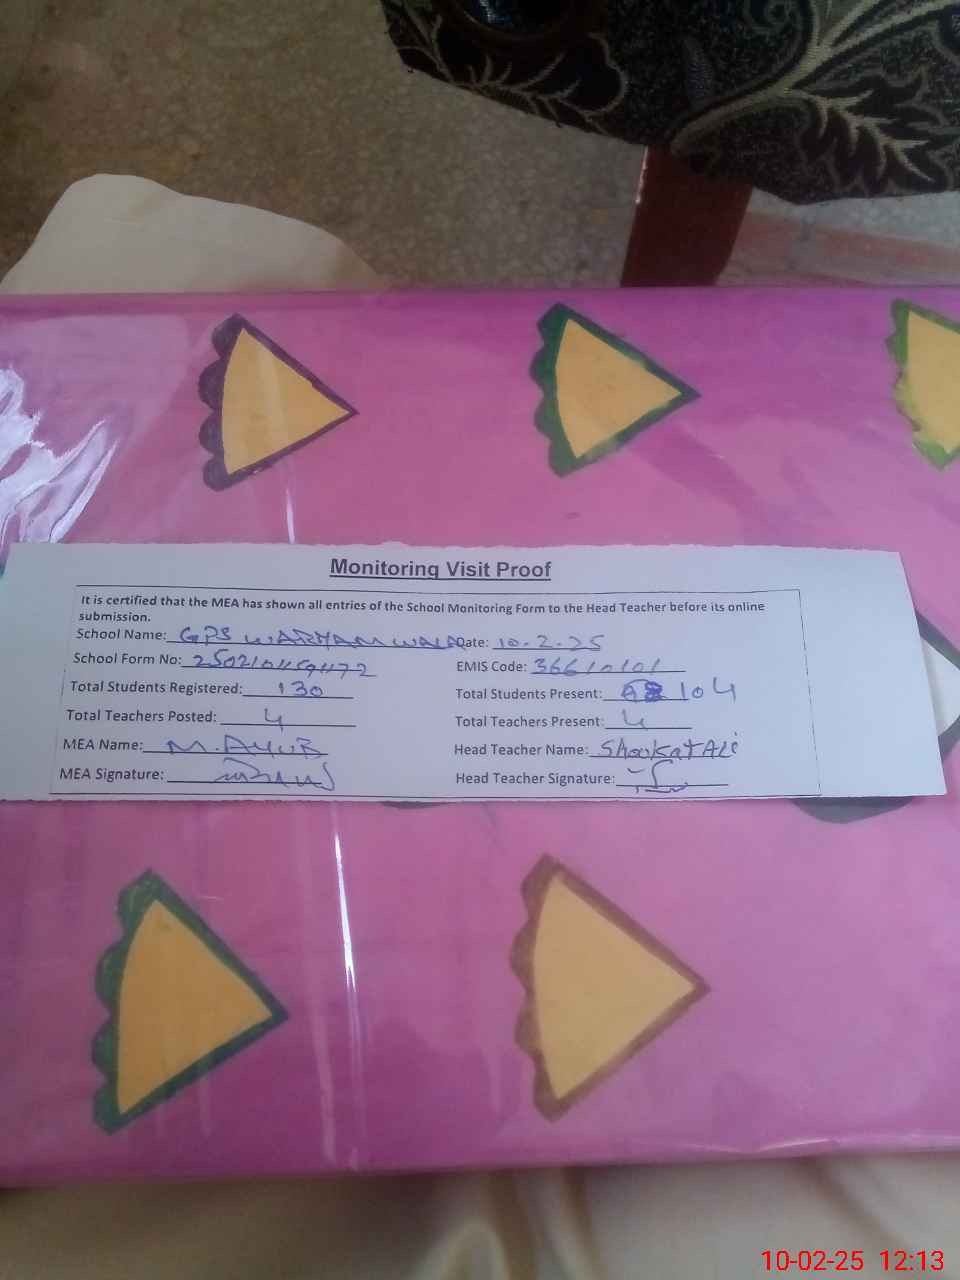 Monitoring Visit Proof
It is certified that the MEA has shown all entries of the School Monitoring Form to the Head Teacher before its online
submission.
School Name: GPS WARYAM WALA Date: 10-2-25
School Form No: EMIS Code: 36610101
Total Students Registered: 130 Total Students Present: 104
Total Teachers Posted: 4 Total Teachers Present: 4
MEA Name: M.AYUB Head Teacher Name: Shoukat Ali
MEA Signature: Head Teacher Signature:
10-02-25 12:13